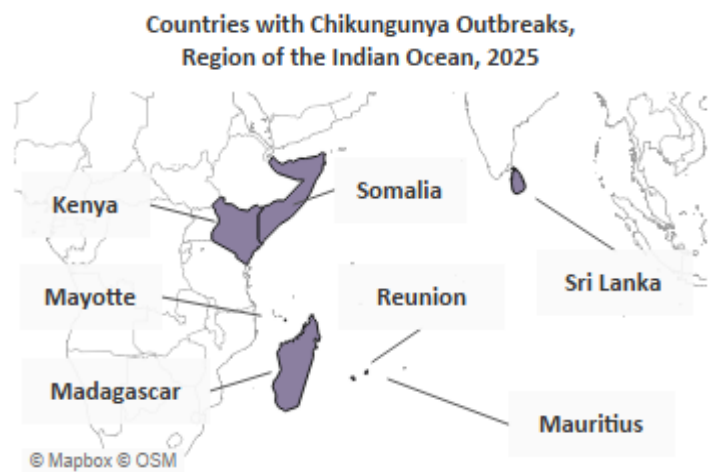 Countries with Chikungunya Outbreaks,
Region of the Indian Ocean, 2025
Kenya
Somalia
Mayotte
Reunion
Sri Lanka
Madagascar
Mauritius
© Mapbox © OSM